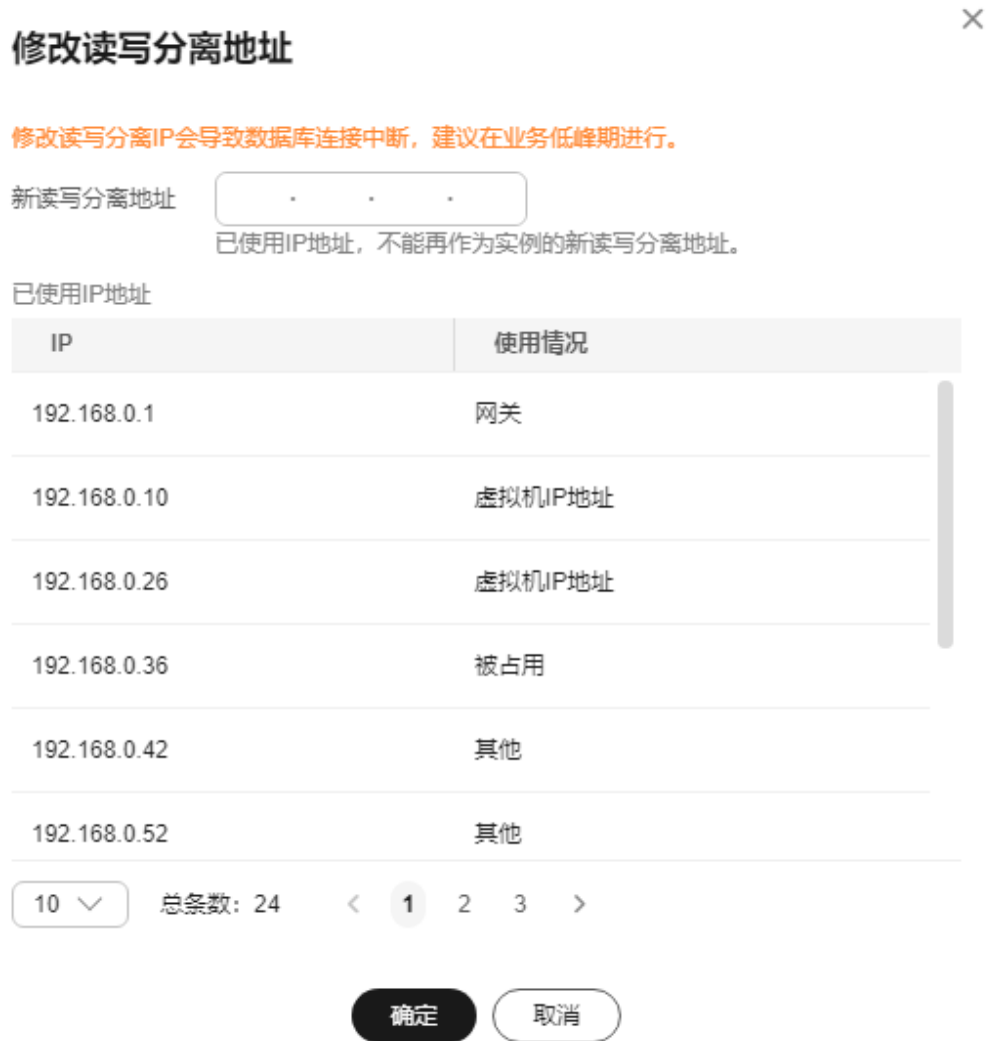 修改读写分离地址
修改读写分离IP会导致数据库连接中断，建议在业务低峰期进行。
新读写分离地址 . . .
已使用IP地址，不能再作为实例的新读写分离地址。
已使用IP地址
IP 使用情况
192.168.0.1 网关
192.168.0.10 虚拟机IP地址
192.168.0.26 虚拟机IP地址
192.168.0.36 被占用
192.168.0.42 其他
192.168.0.52 其他
10 总条数：24 < 1 2 3 >
确定 取消